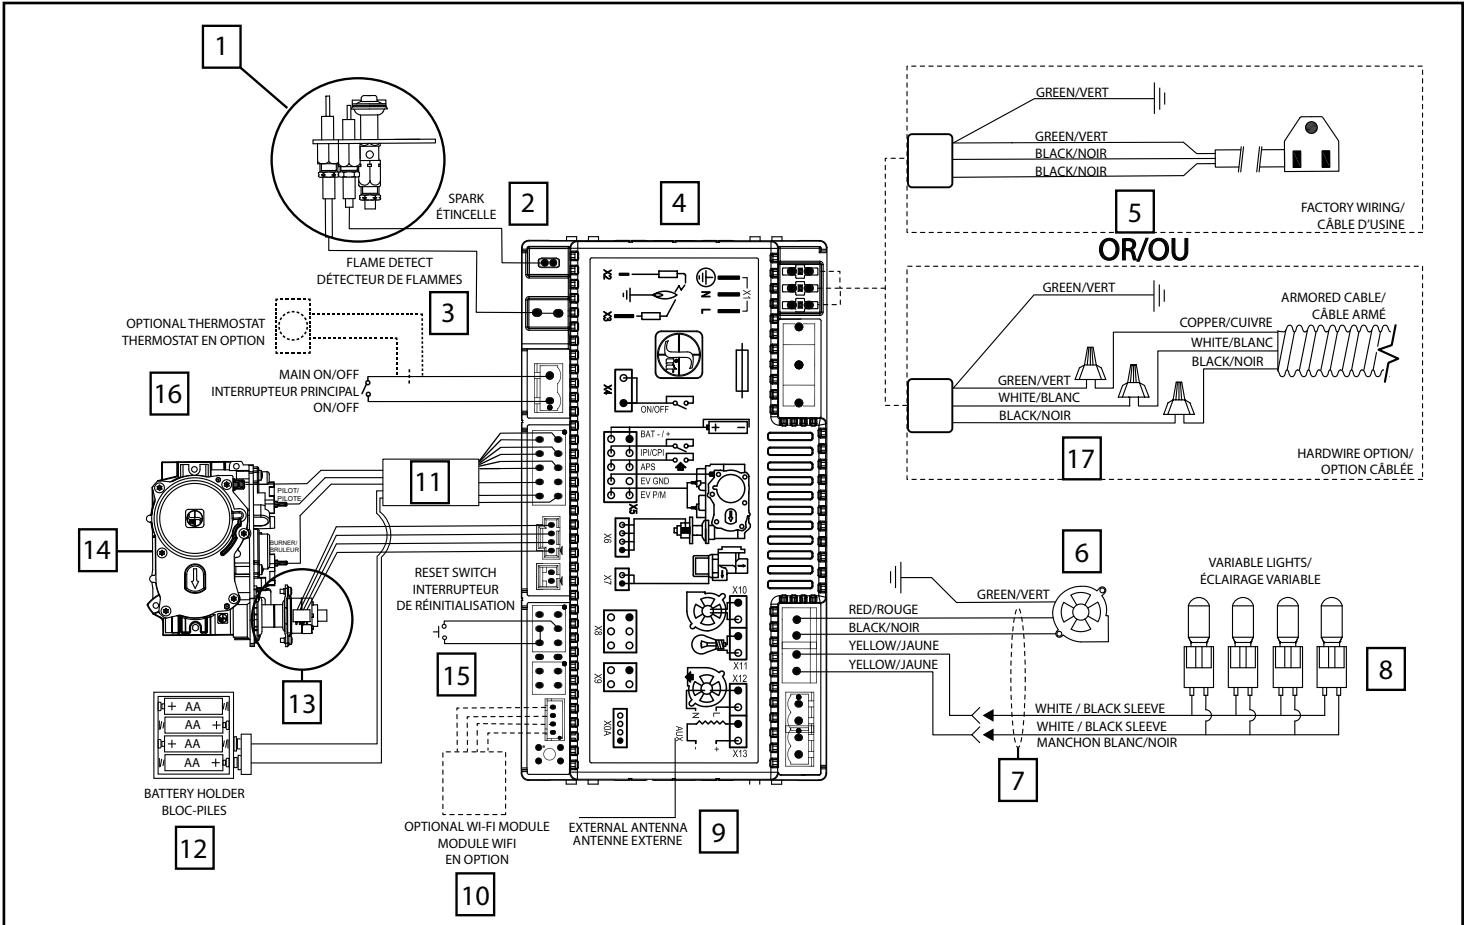 1
SPARK
ÉTINCELLE
2
4
FLAME DETECT
DÉTECTEUR DE FLAMMES
3
OPTIONAL THERMOSTAT
THERMOSTAT EN OPTION
16
MAIN ON/OFF
INTERRUPTEUR PRINCIPAL
ON/OFF
X2
X3
N
L
X1
X4
ON/OFF
+ -
BAT - / +
IPI/CPI
APS
EV GND
EV P/M
X5
X6
X7
X8
X9
X0A
X10
X11
X12
N
L
AUX
- +
X13
11
PILOT/
PILOTE
BURNER/
BRULEUR
14
13
RESET SWITCH
INTERRUPTEUR
DE RÉINITIALISATION
15
+ AA
AA +
+ AA
AA +
BATTERY HOLDER
BLOC-PILES
12
OPTIONAL WI-FI MODULE
MODULE WIFI
EN OPTION
10
EXTERNAL ANTENNA
ANTENNE EXTERNE
9
GREEN/VERT
GREEN/VERT
BLACK/NOIR
BLACK/NOIR
5
FACTORY WIRING/
CÂBLE D'USINE
OR/OU
GREEN/VERT
ARMORED CABLE/
CÂBLE ARMÉ
COPPER/CUIVRE
WHITE/BLANC
BLACK/NOIR
GREEN/VERT
WHITE/BLANC
BLACK/NOIR
17
HARDWIRE OPTION/
OPTION CÂBLÉE
6
GREEN/VERT
RED/ROUGE
BLACK/NOIR
YELLOW/JAUNE
YELLOW/JAUNE
VARIABLE LIGHTS/
ÉCLAIRAGE VARIABLE
8
WHITE / BLACK SLEEVE
WHITE / BLACK SLEEVE
MANCHON BLANC/NOIR
7